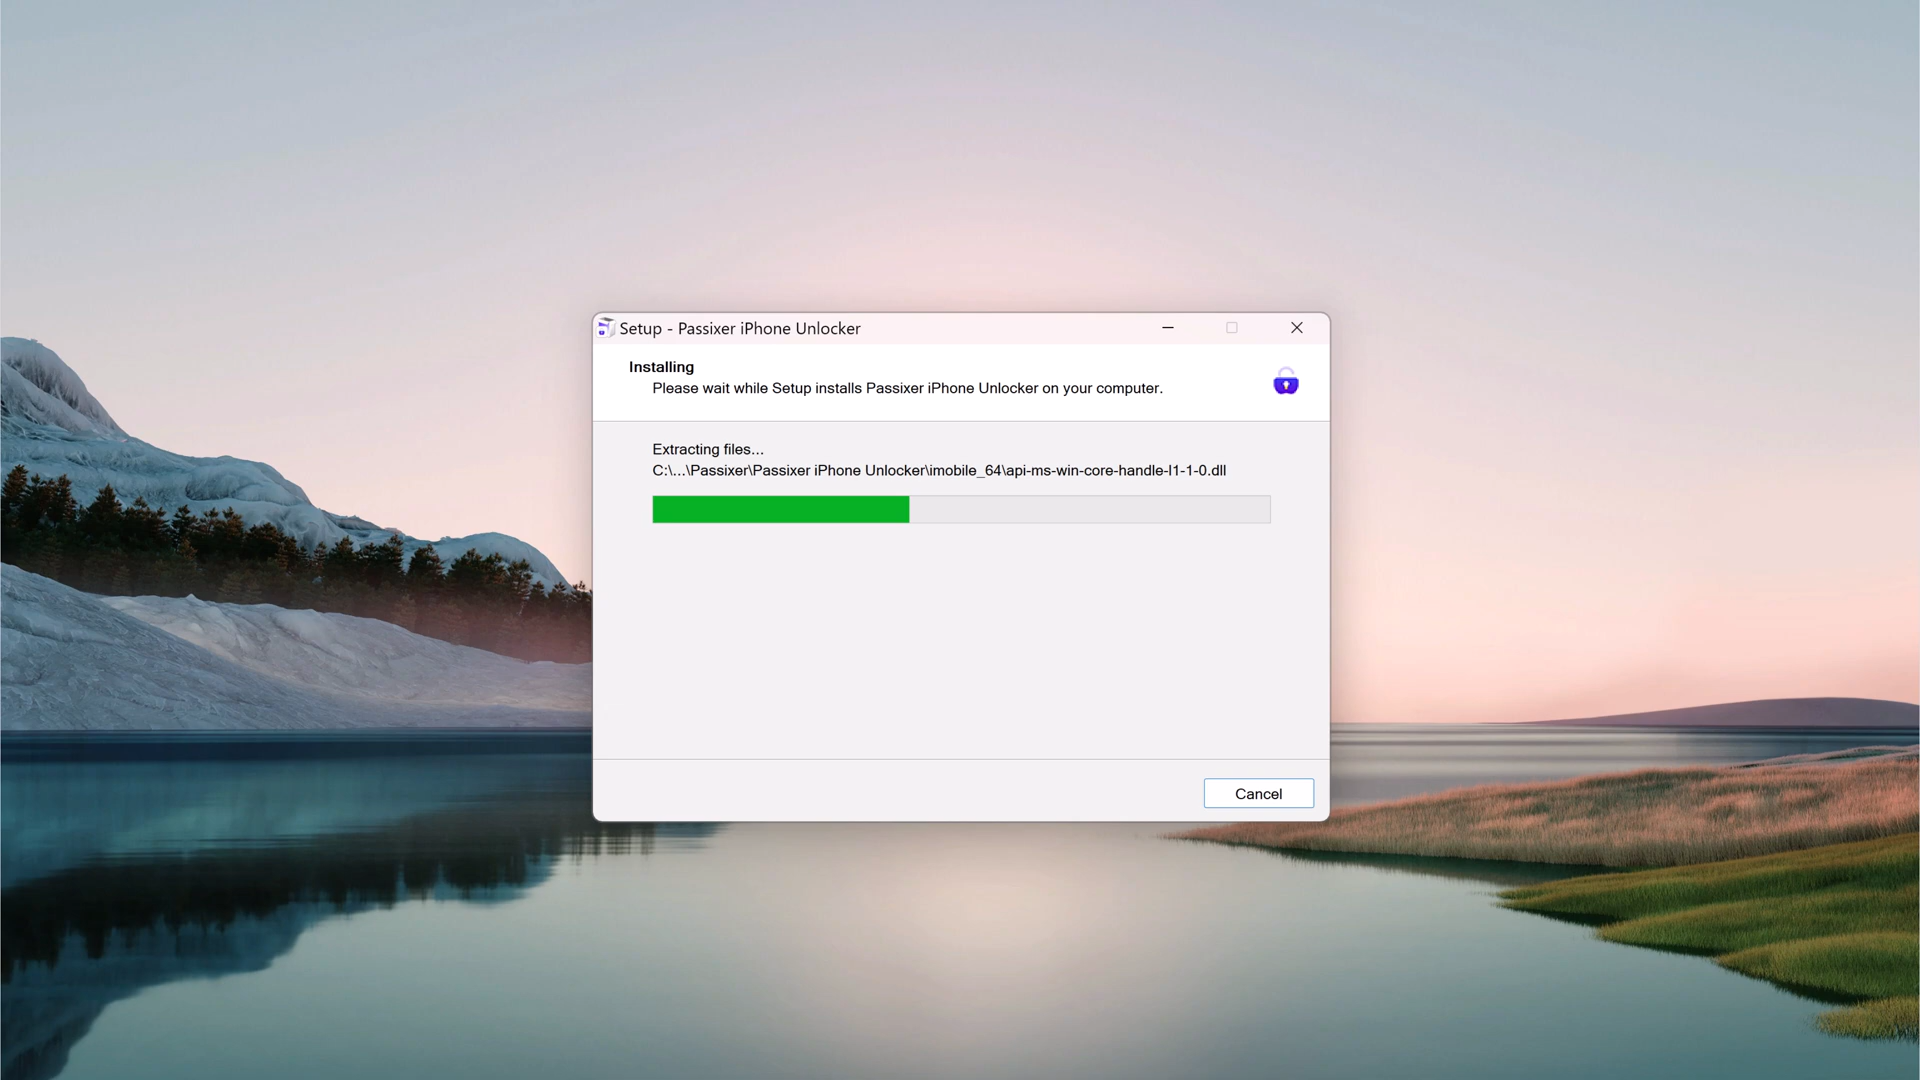 Setup - Passixer iPhone Unlocker
Installing
Please wait while Setup installs Passixer iPhone Unlocker on your computer.
Extracting files...
C:\...\Passixer\Passixer iPhone Unlocker\imobile_64\api-ms-win-core-handle-l1-1-0.dll
Cancel